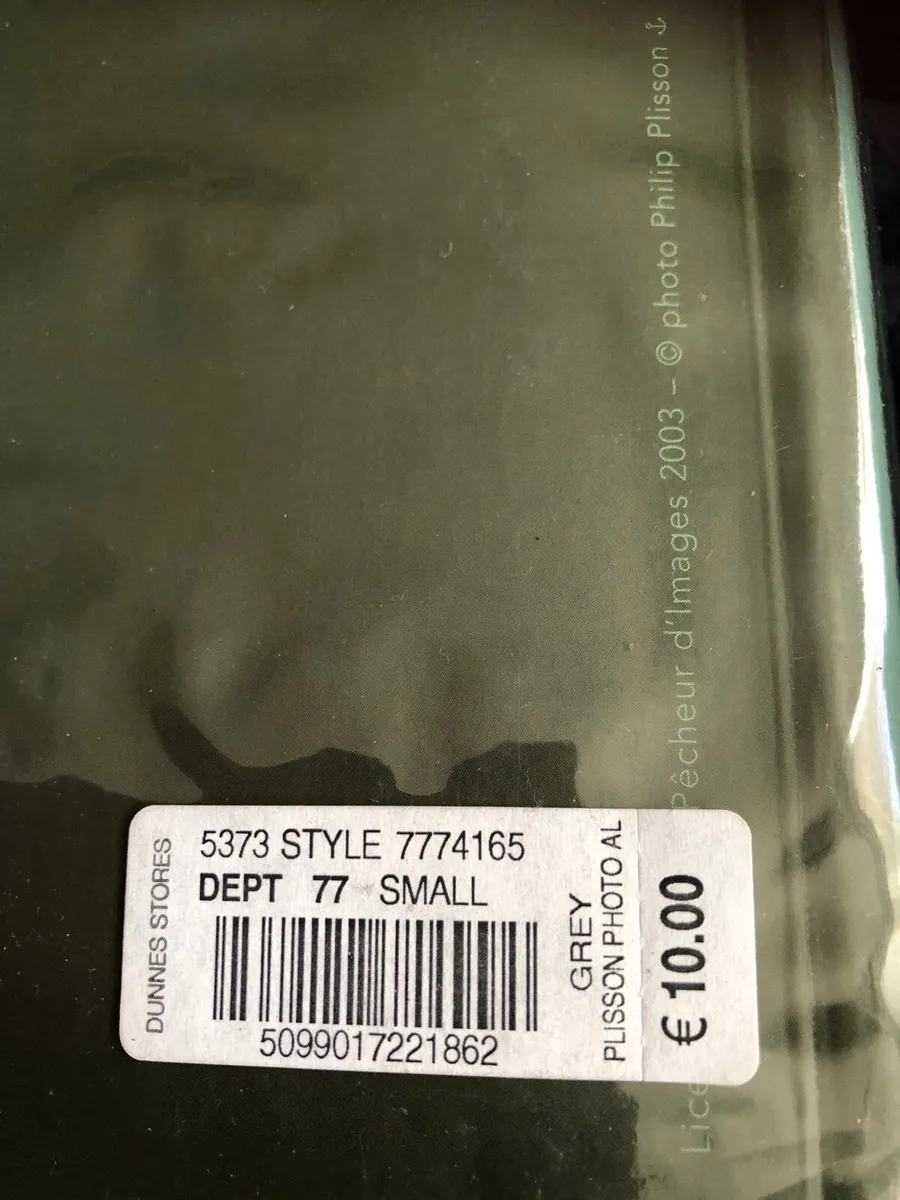 Lice
Pêcheur d'Images 2003 – © photo Philip Plisson
DUNNES STORES
5373 STYLE 7774165
DEPT 77 SMALL
5099017221862
GREY
PLISSON PHOTO AL
€ 10.00